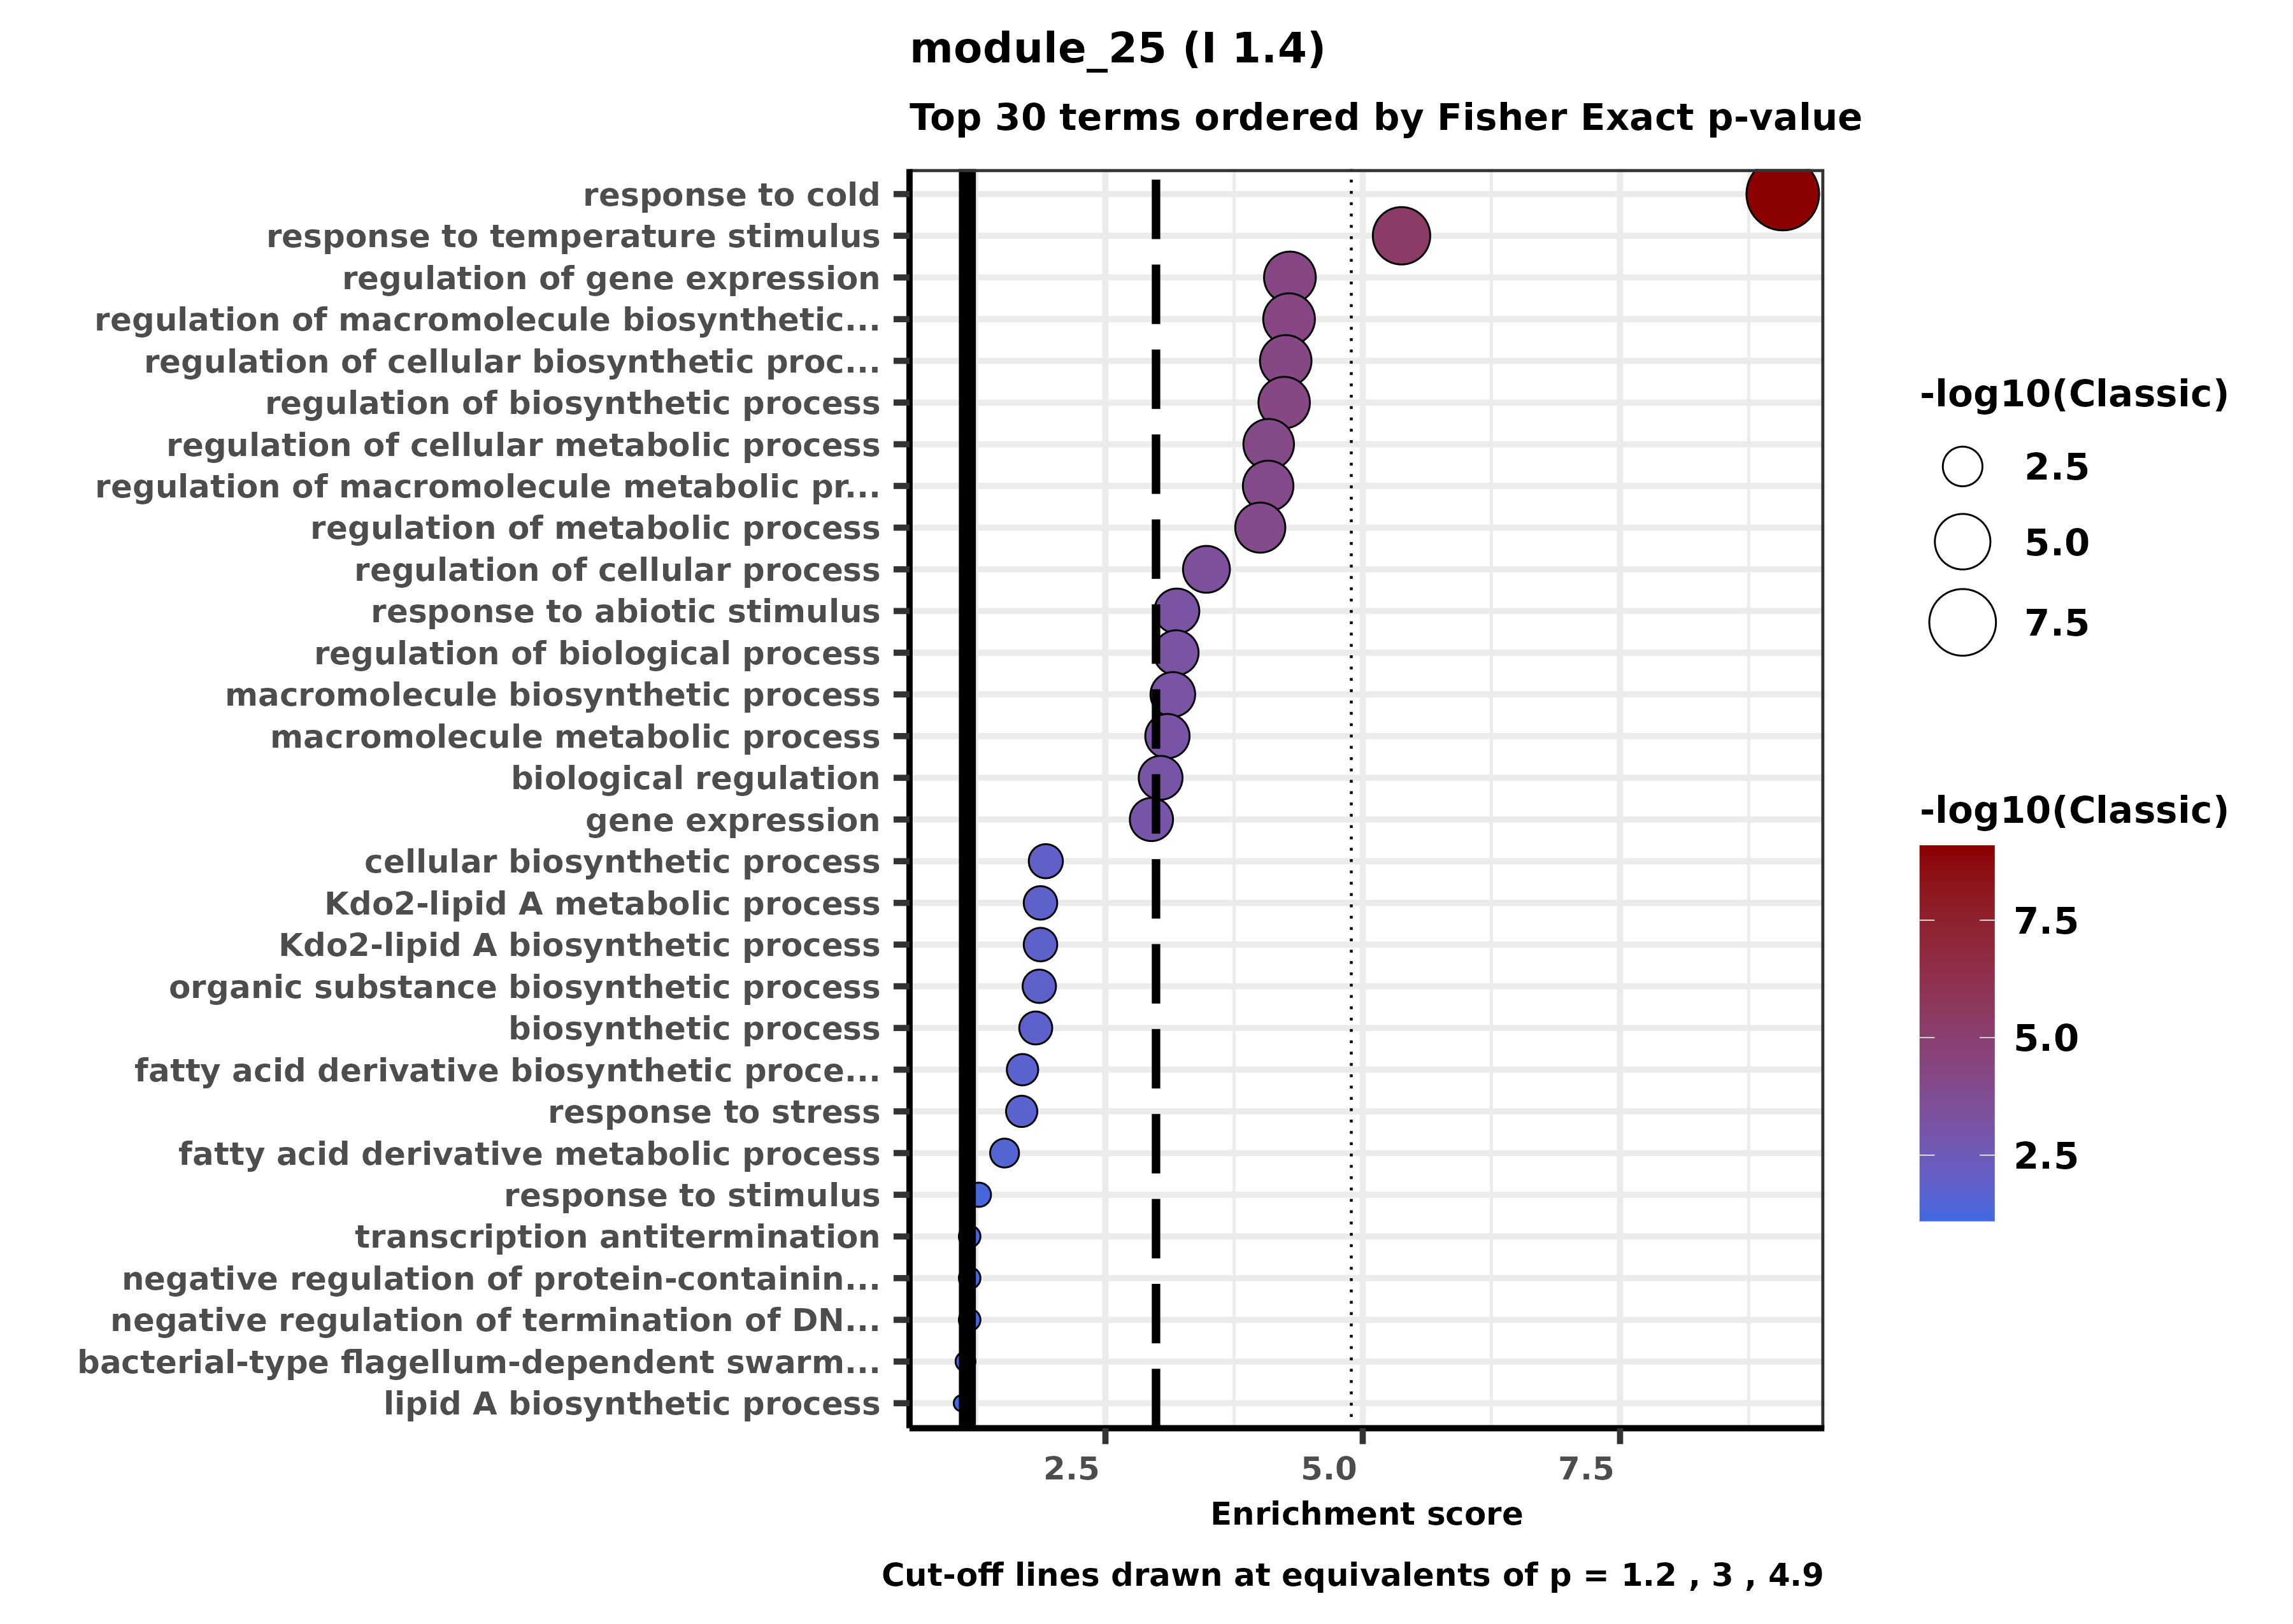 module_25 (I 1.4)
Top 30 terms ordered by Fisher Exact p-value
response to cold
response to temperature stimulus
regulation of gene expression
regulation of macromolecule biosynthetic...
regulation of cellular biosynthetic proc...
regulation of biosynthetic process
regulation of cellular metabolic process
regulation of macromolecule metabolic pr...
regulation of metabolic process
regulation of cellular process
response to abiotic stimulus
regulation of biological process
macromolecule biosynthetic process
macromolecule metabolic process
biological regulation
gene expression
cellular biosynthetic process
Kdo2-lipid A metabolic process
Kdo2-lipid A biosynthetic process
organic substance biosynthetic process
biosynthetic process
fatty acid derivative biosynthetic proce...
response to stress
fatty acid derivative metabolic process
response to stimulus
transcription antitermination
negative regulation of protein-containin...
negative regulation of termination of DN...
bacterial-type flagellum-dependent swarm...
lipid A biosynthetic process
2.5 5.0 7.5
Enrichment score
Cut-off lines drawn at equivalents of p = 1.2 , 3 , 4.9
-log10(Classic)
2.5
5.0
7.5
-log10(Classic)
7.5
5.0
2.5